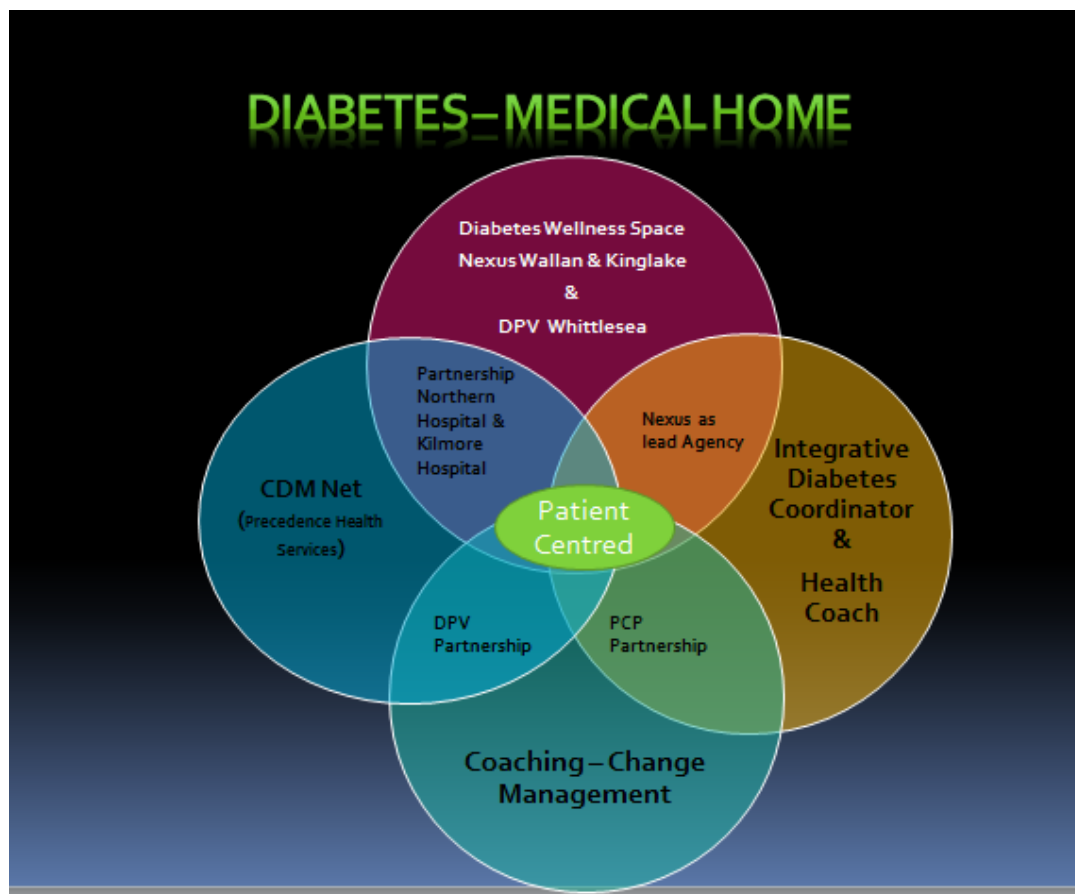 DIABETES – MEDICAL HOME
Diabetes Wellness Space
Nexus Wallan & Kinglake
&
DPV Whittlesea
Partnership
Northern
Hospital &
Kilmore
Hospital
Nexus as
lead Agency
CDM Net
(Precedence Health
Services)
Patient
Centred
Integrative
Diabetes
Coordinator
&
Health
Coach
DPV
Partnership
PCP
Partnership
Coaching – Change
Management